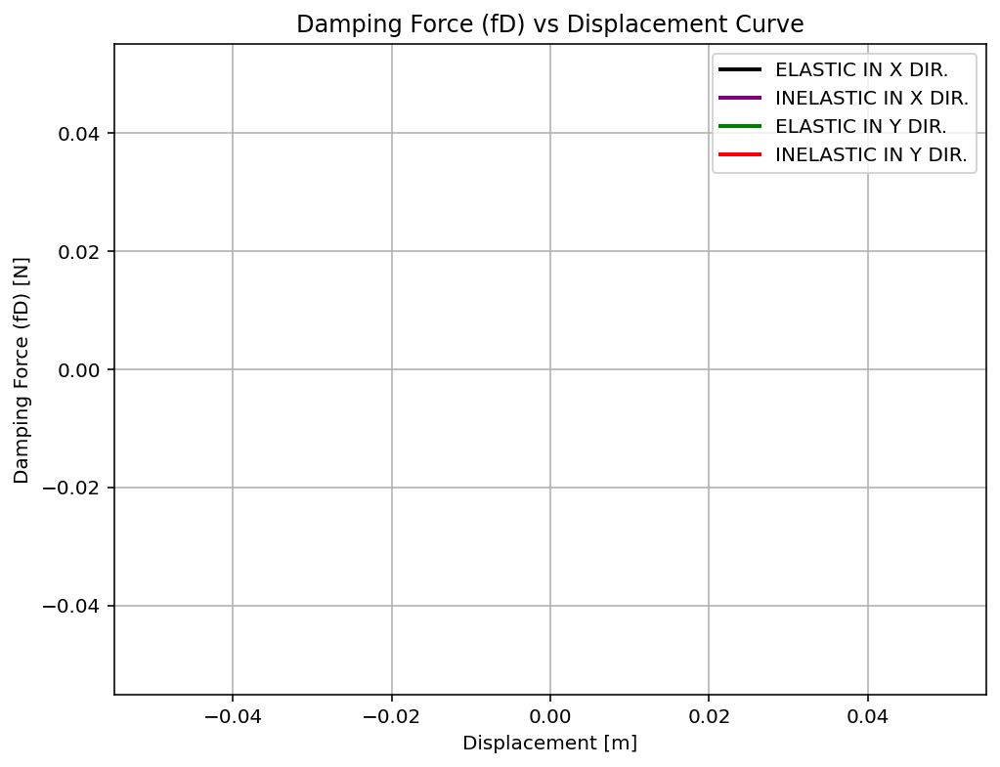 Damping Force (fD) vs Displacement Curve
ELASTIC IN X DIR.
INELASTIC IN X DIR.
ELASTIC IN Y DIR.
INELASTIC IN Y DIR.
Damping Force (fD) [N]
0.04
0.02
0.00
−0.02
−0.04
−0.04
−0.02
0.00
0.02
0.04
Displacement [m]